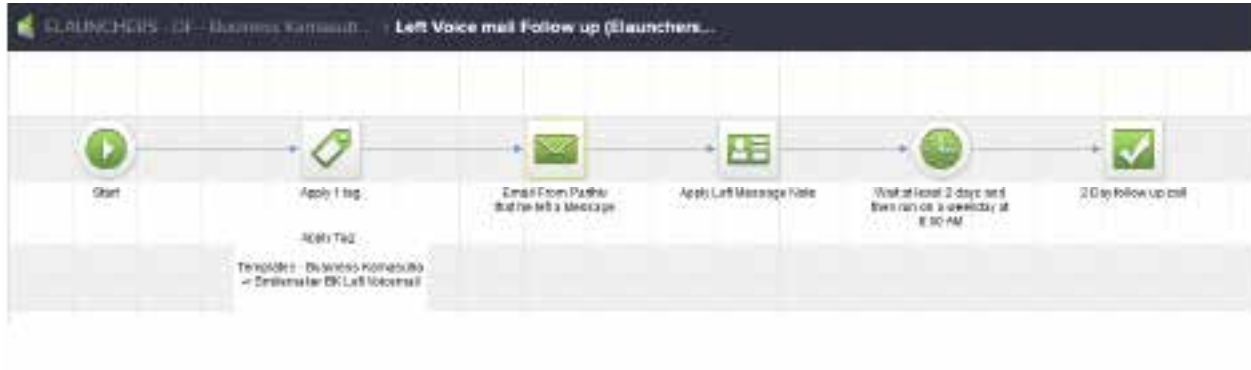 ELAUNCHERS - DF - Business Kamasut... Left Voice mail Follow up (Elaunchers...
Start
Apply 1 tag
Email From Parthiv
that he left a Message
Apply Left Message Note
Wait at least 2 days and
then run on a weekday at
8:00 AM
2 Day follow up call
Apply Tag
Templates - Business Kamasutra
BK Left Voicemail